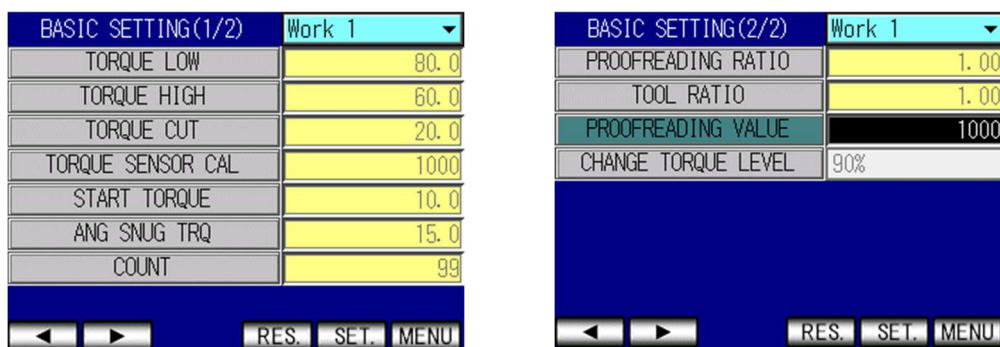 BASIC SETTING(1/2) Work 1
TORQUE LOW 80.0
TORQUE HIGH 60.0
TORQUE CUT 20.0
TORQUE SENSOR CAL 1000
START TORQUE 10.0
ANG SNUG TRQ 15.0
COUNT 99
RES. SET. MENU
BASIC SETTING(2/2) Work 1
PROOFREADING RATIO 1.00
TOOL RATIO 1.00
PROOFREADING VALUE 1000
CHANGE TORQUE LEVEL 90%
RES. SET. MENU